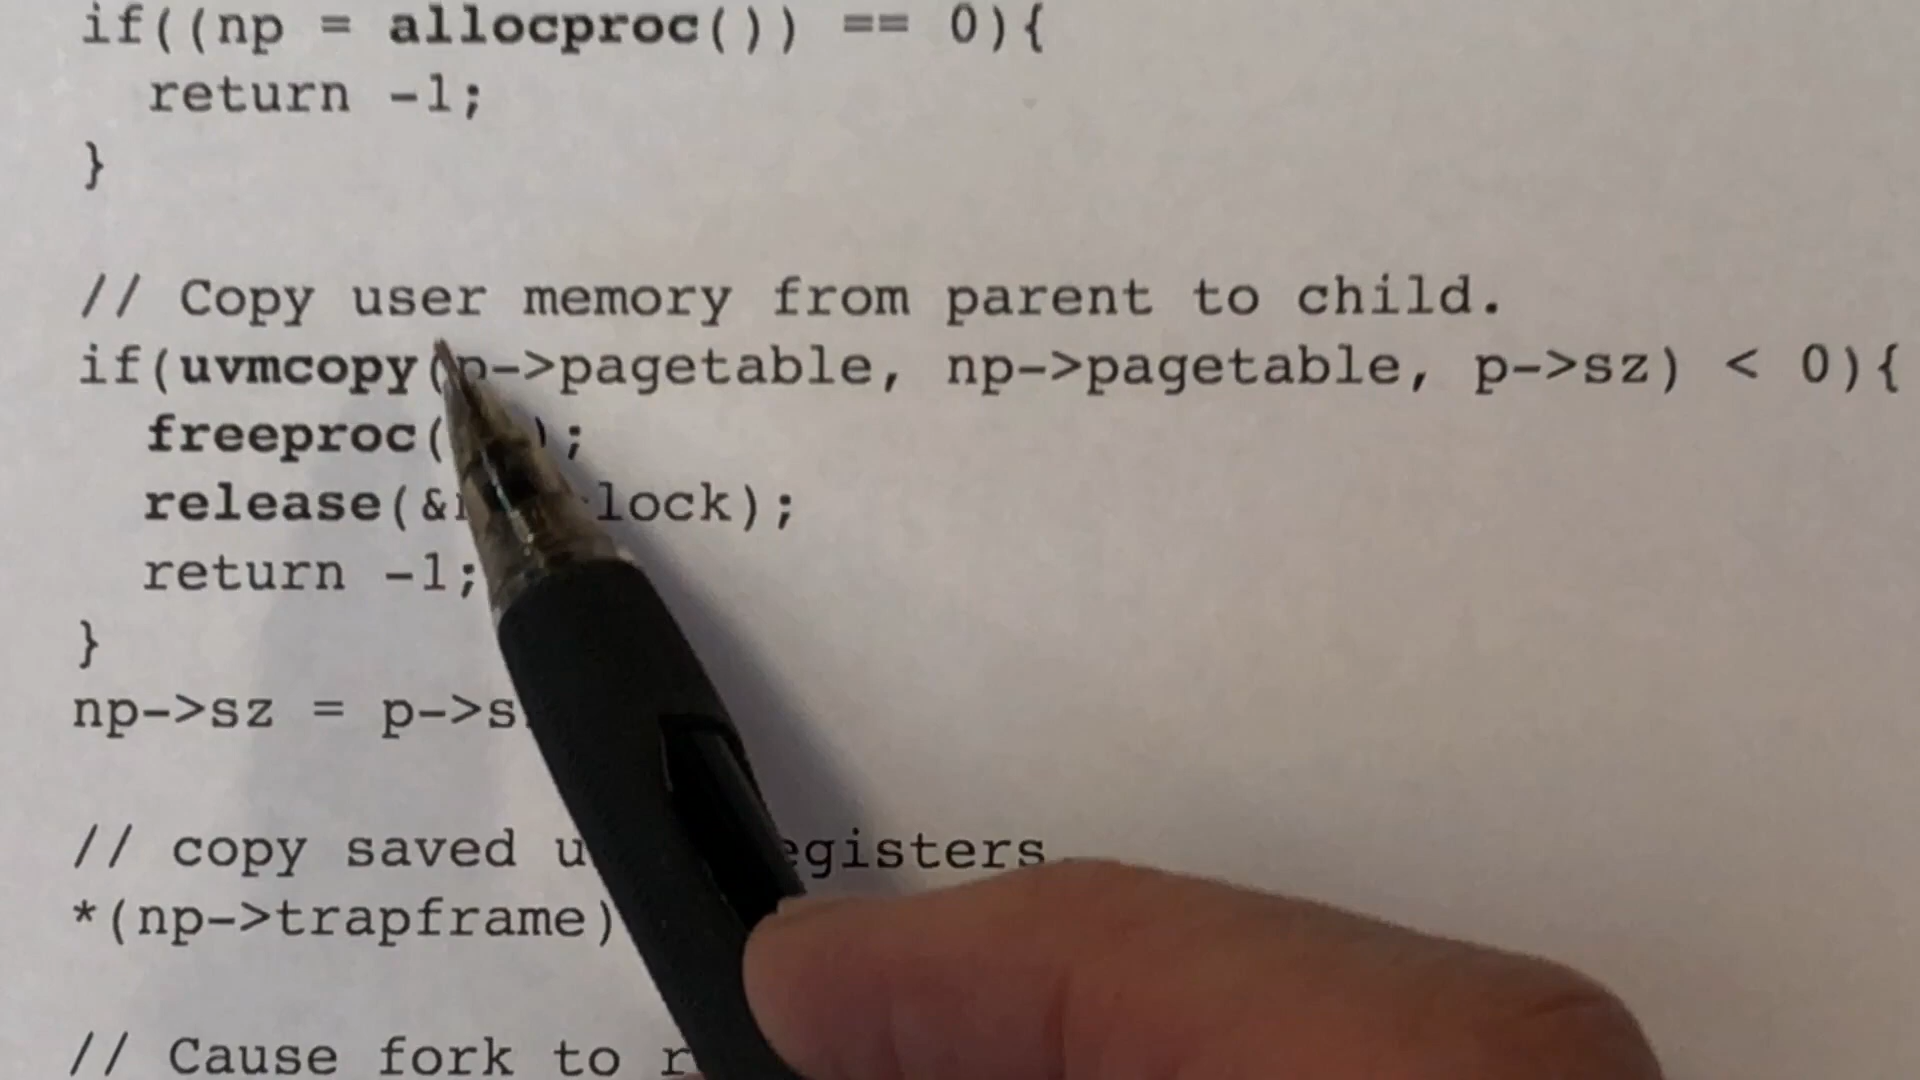 if((np = allocproc()) == 0){
return -1;
}
// Copy user memory from parent to child.
if(uvmcopy(p->pagetable, np->pagetable, p->sz) < 0){
freeproc( );
release(& lock);
return -1;
}
np->sz = p->s
// copy saved egisters
*(np->trapframe)
// Cause fork to r